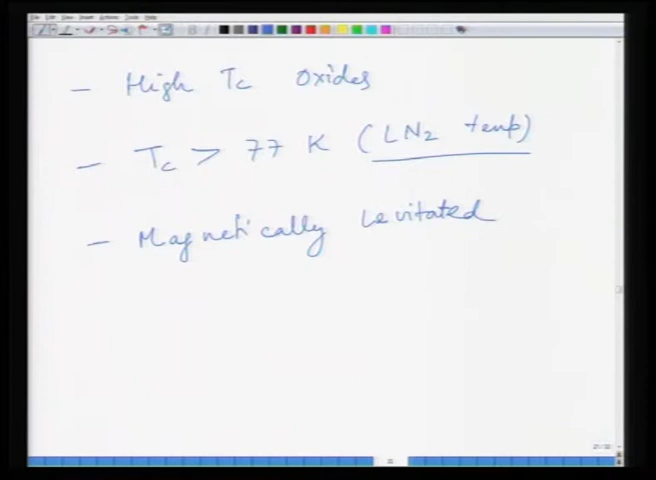 - High Tc oxides
- Tc > 77 K (LN2 temp)
- Magnetically Levitated